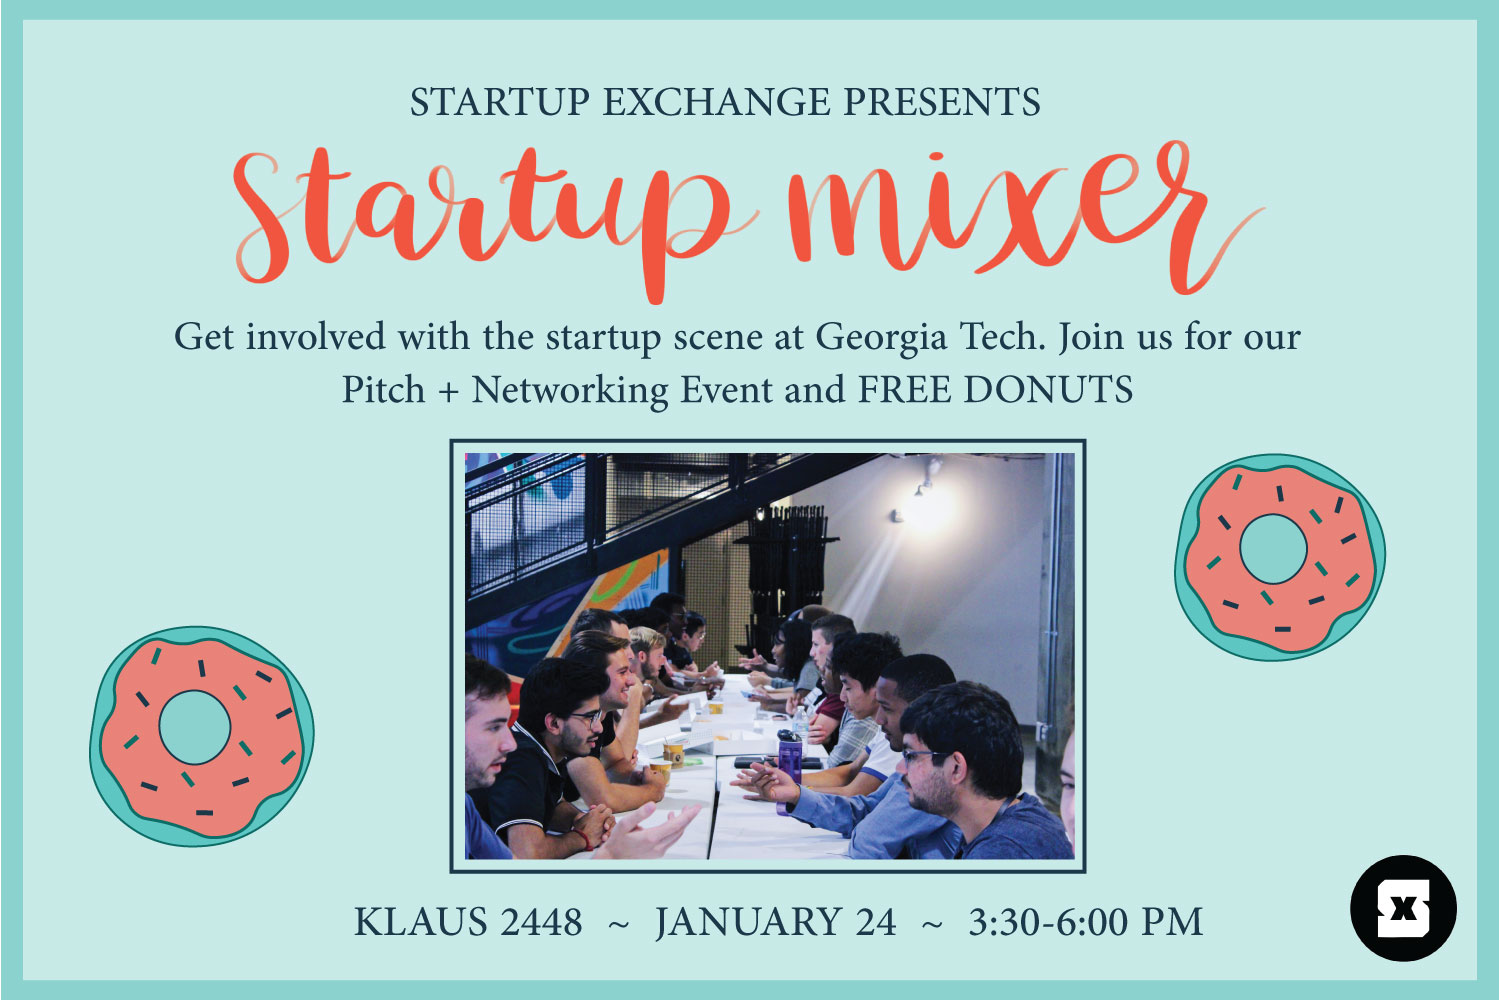 STARTUP EXCHANGE PRESENTS
startup mixer
Get involved with the startup scene at Georgia Tech. Join us for our
Pitch + Networking Event and FREE DONUTS
KLAUS 2448 ~ JANUARY 24 ~ 3:30-6:00 PM
SX